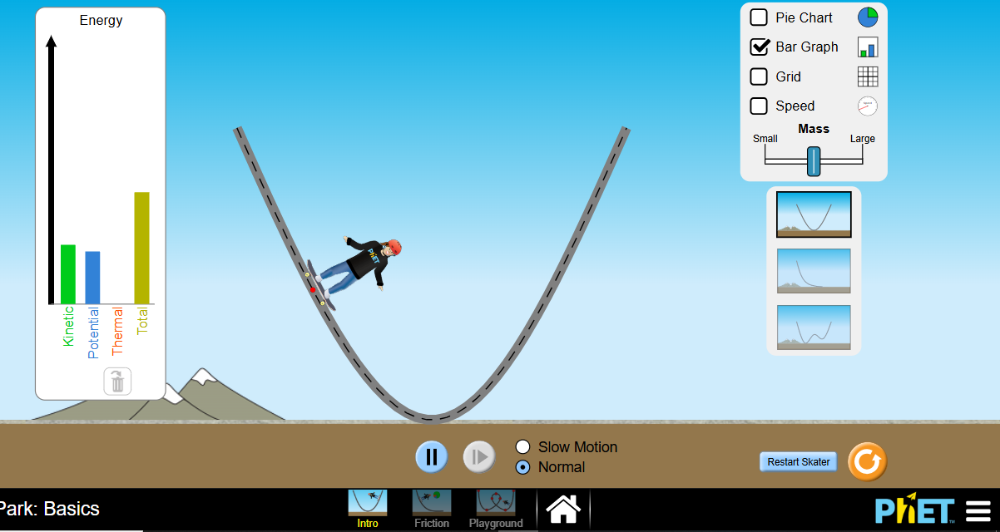 Energy
Kinetic
Potential
Thermal
Total
Pie Chart
Bar Graph
Grid
Speed
Mass
Small
Large
PhET
Slow Motion
Normal
Restart Skater
Park: Basics
Intro
Friction
Playground
PhET